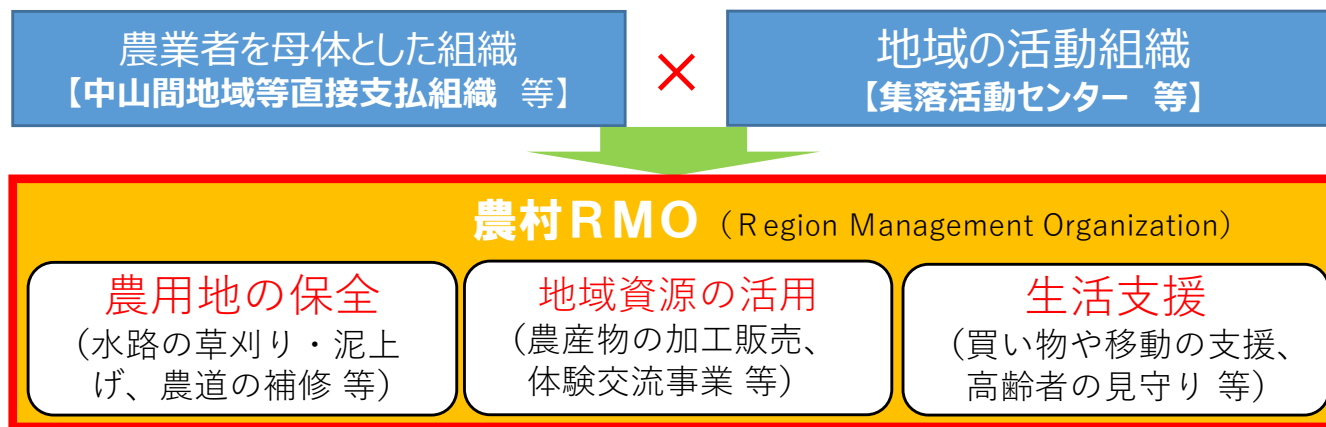 農業者を母体とした組織
【中山間地域等直接支払組織 等】
×
地域の活動組織
【集落活動センター 等】
農村RMO（Region Management Organization）
農用地の保全
（水路の草刈り・泥上
げ、農道の補修 等）
地域資源の活用
（農産物の加工販売、
体験交流事業 等）
生活支援
（買い物や移動の支援、
高齢者の見守り 等）